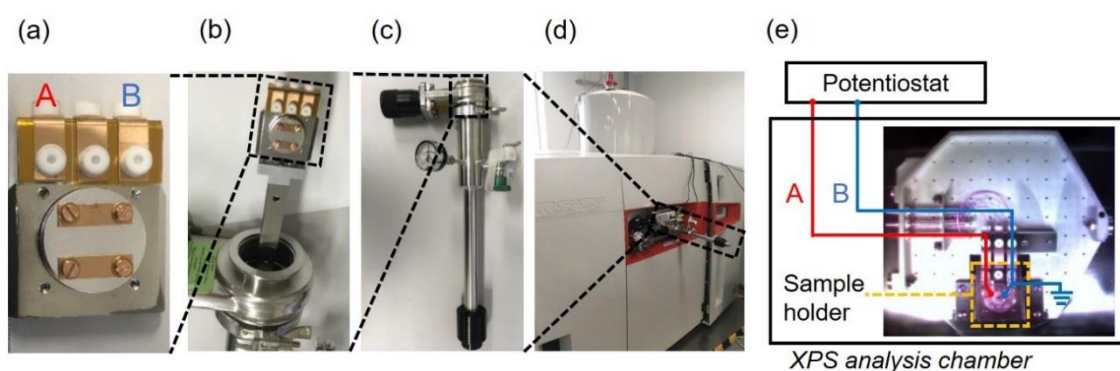 (a)
(b)
(c)
(d)
(e)
A
B
Potentiostat
A
B
Sample
holder
XPS analysis chamber